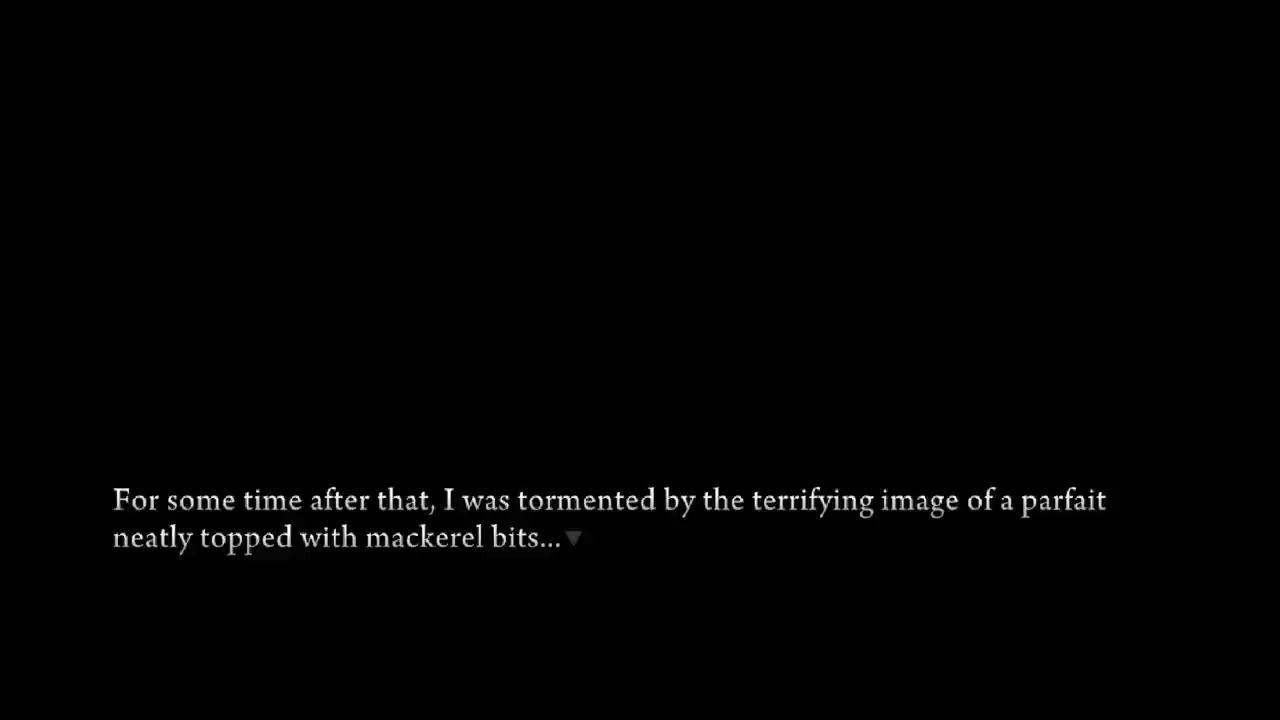 For some time after that, I was tormented by the terrifying image of a parfait
neatly topped with mackerel bits...